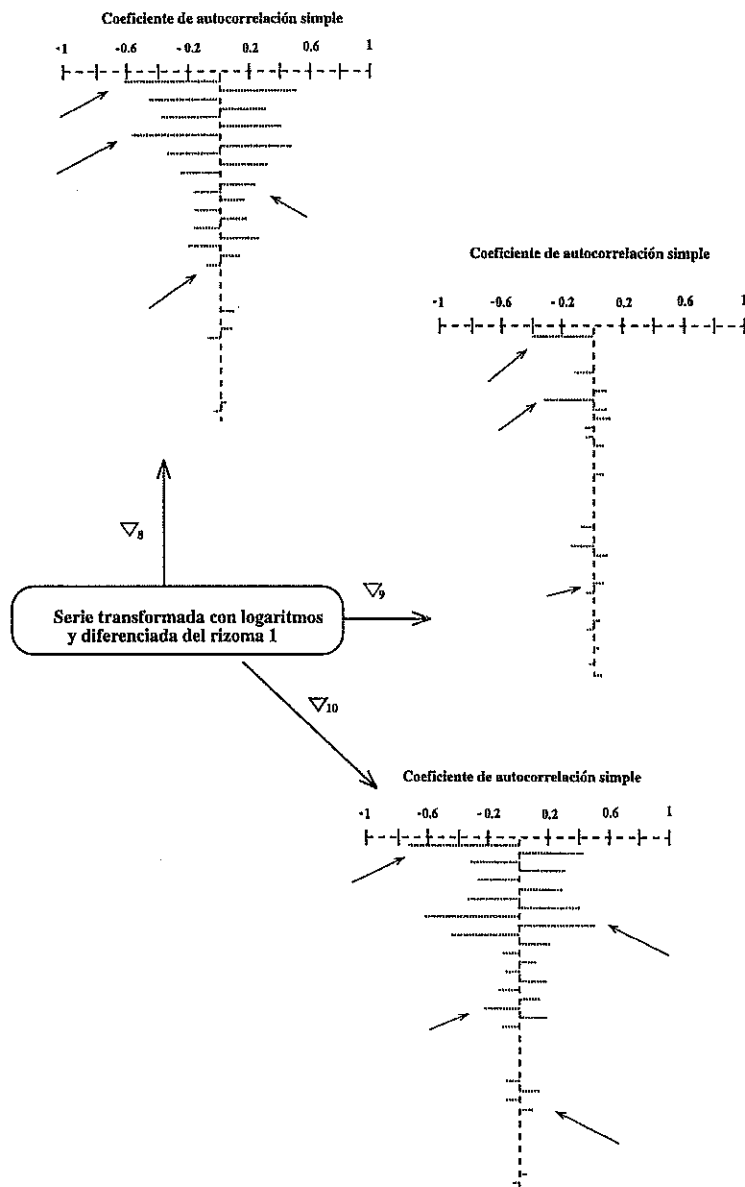 Coeficiente de autocorrelación simple
-1 -0.6 -0.2 0.2 0.6 1
Coeficiente de autocorrelación simple
-1 -0.6 -0.2 0.2 0.6 1
▽8
Serie transformada con logaritmos
y diferenciada del rizoma 1
▽9
▽10
Coeficiente de autocorrelación simple
-1 -0.6 -0.2 0.2 0.6 1